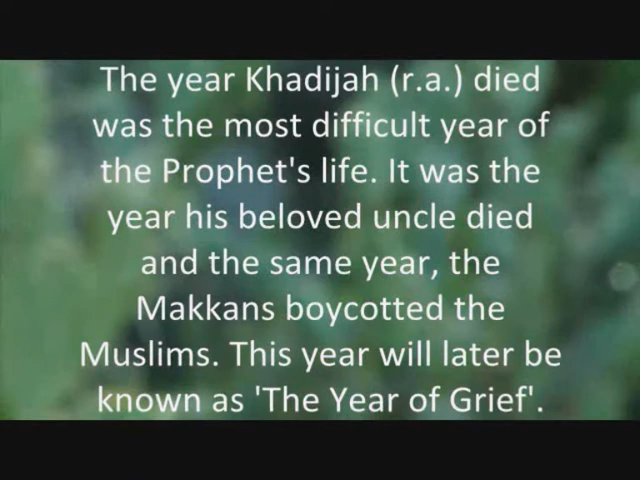 The year Khadijah (r.a.) died
was the most difficult year of
the Prophet's life. It was the
year his beloved uncle died
and the same year, the
Makkans boycotted the
Muslims. This year will later be
known as 'The Year of Grief'.